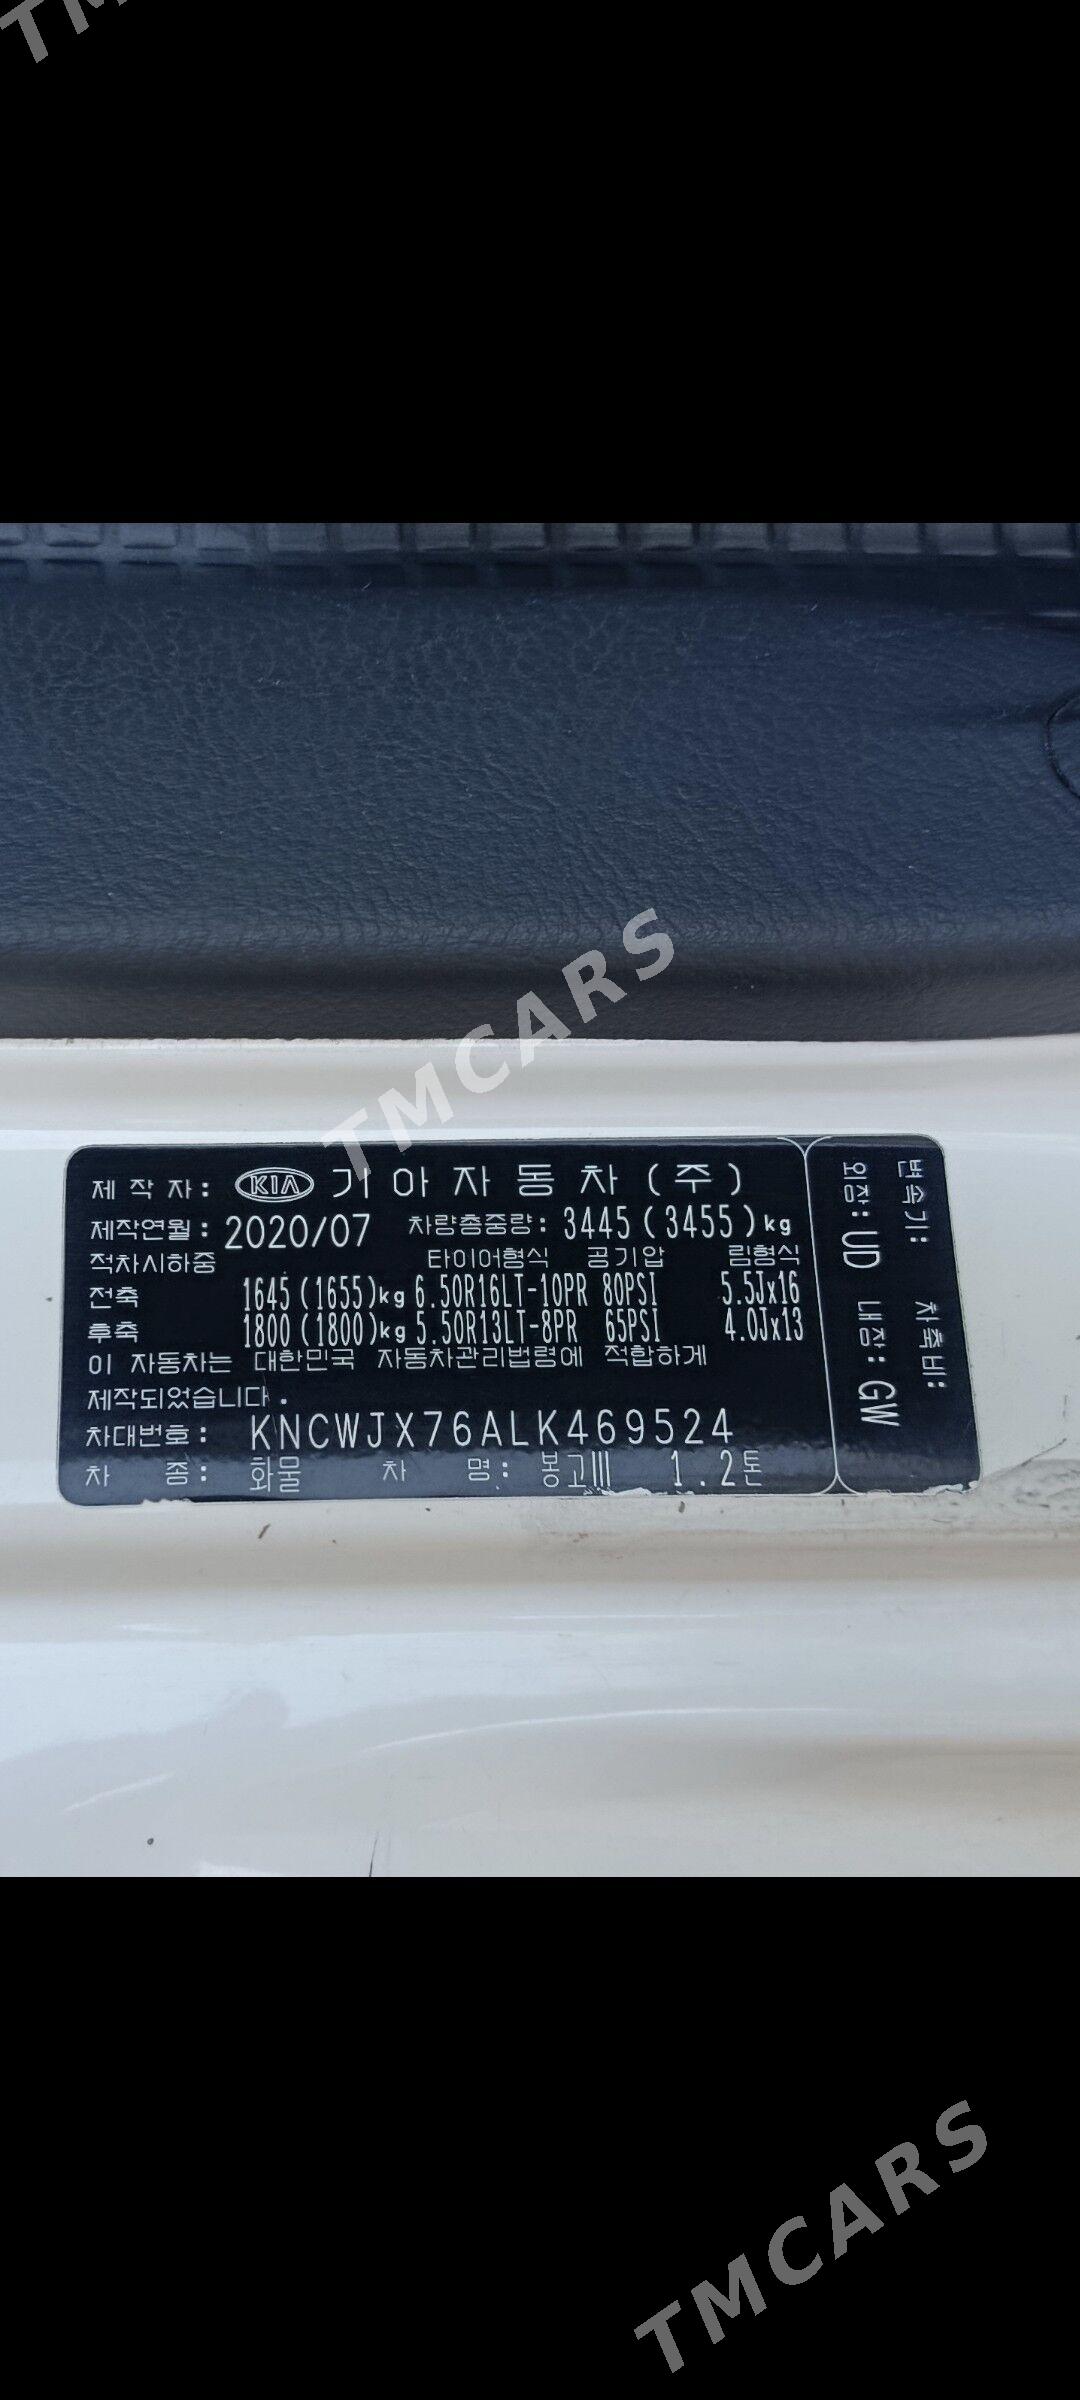 TM
TMCARS
제 작 자: KIA 기아자동차(주)
제작연월: 2020/07 차량총중량: 3445(3455)kg
적차시하중 타이어형식 공기압 림형식
전축 1645(1655)kg 6.50R16LT-10PR 80PSI 5.5Jx16
후축 1800(1800)kg 5.50R13LT-8PR 65PSI 4.0Jx13
이 자동차는 대한민국 자동차관리법령에 적합하게
제작되었습니다.
차대번호: KNCWJX76ALK469524
차 종: 화물 차 명: 봉고III 1.2톤
변속기: 차축비:
외장: UD 내장: GW
TMCARS